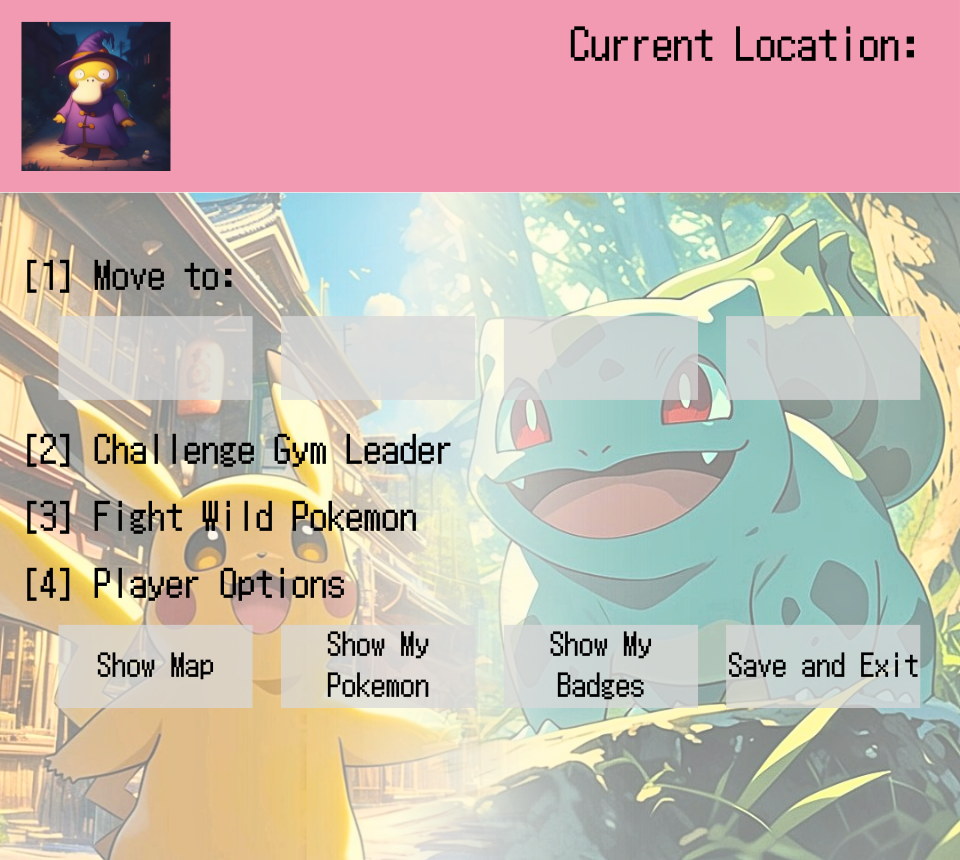 Current Location:
[1] Move to:
[2] Challenge Gym Leader
[3] Fight Wild Pokemon
[4] Player Options
Show Map
Show My
Pokemon
Show My
Badges
Save and Exit